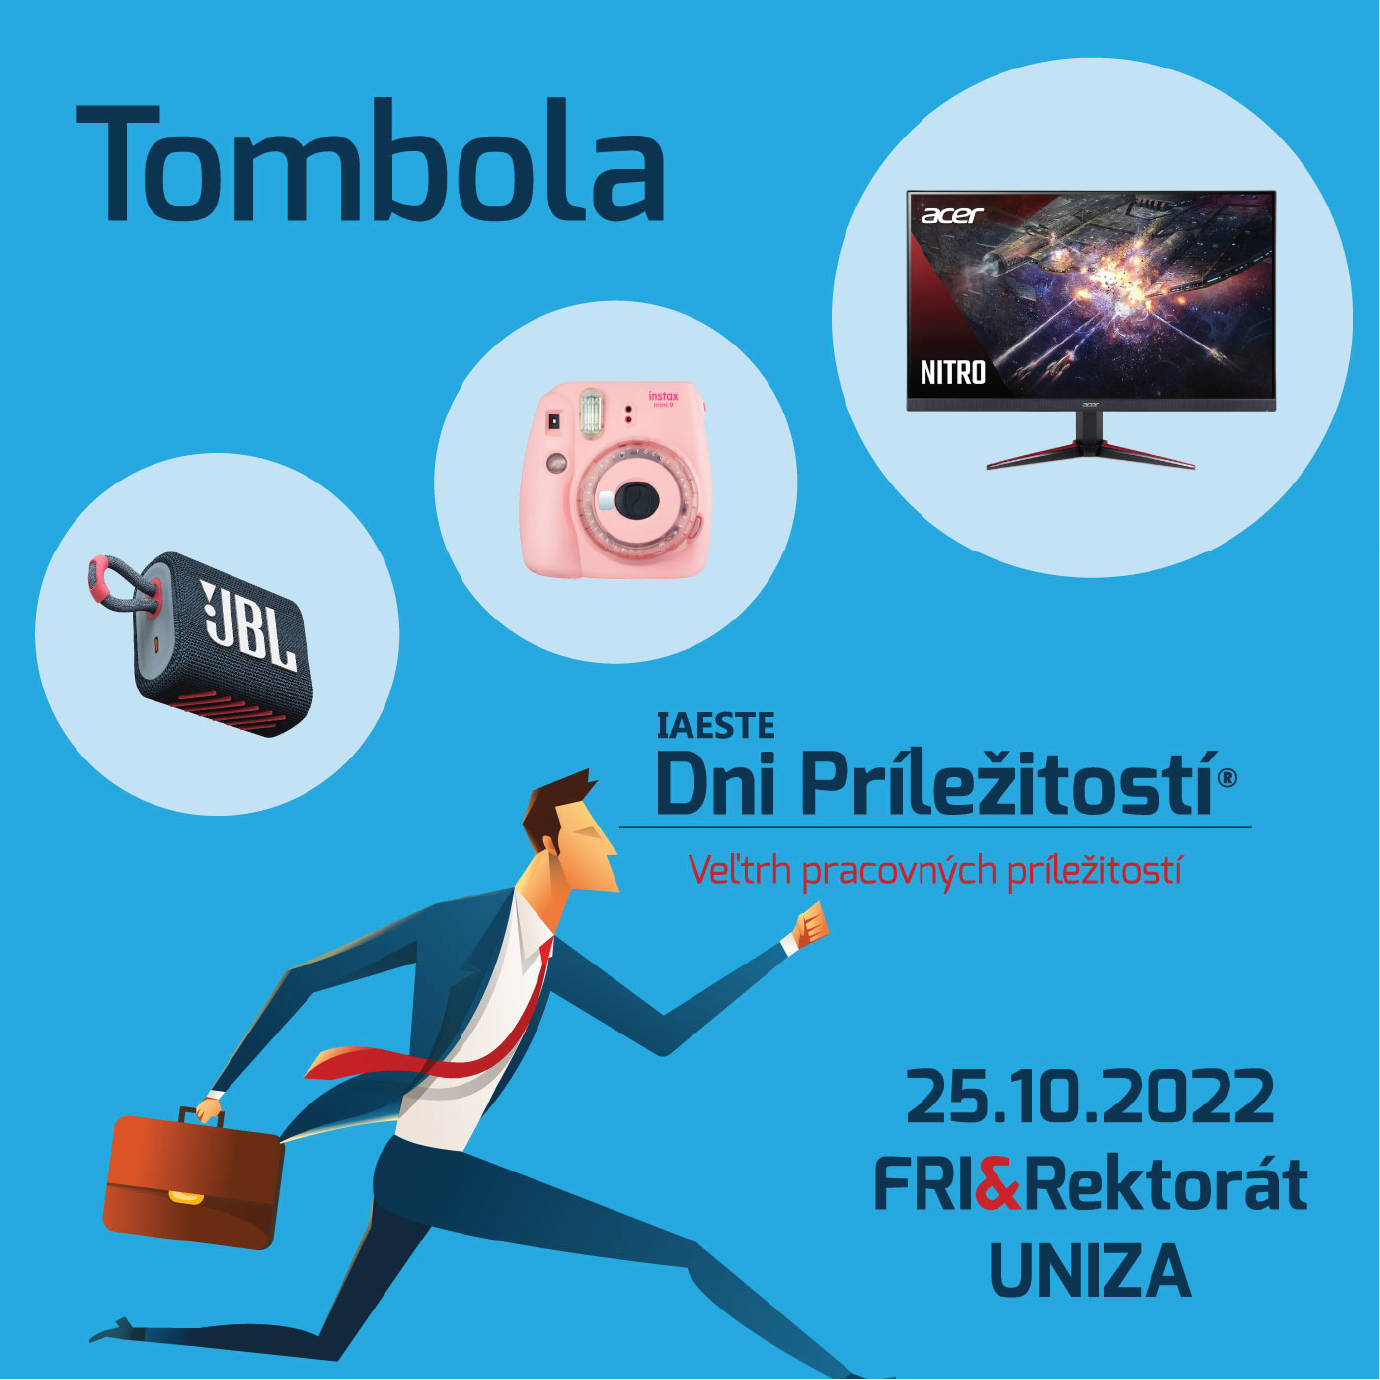 Tombola
acer
NITRO
acer
instax
mini 9
JBL
IAESTE
Dni Príležitostí®
Veľtrh pracovných príležitostí
25.10.2022
FRI&Rektorát
UNIZA